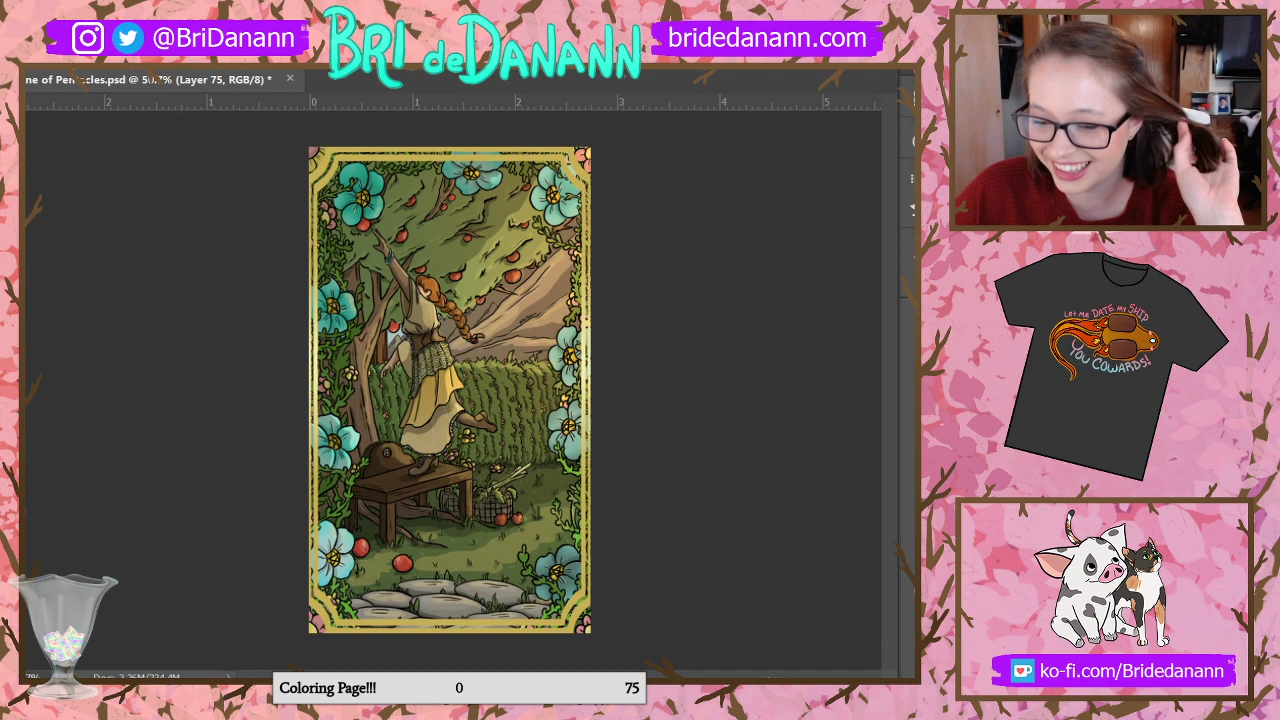 @BriDanann
BRI deDANANN
bridedanann.com
ne of Pen cles.psd @ 50.7% (Layer 75, RGB/8) *
2 1 0 1 2 3 4 5
Let me DATE my SHIP
YOU COWARDS!
ko-fi.com/Bridedanann
Coloring Page!!! 0 75